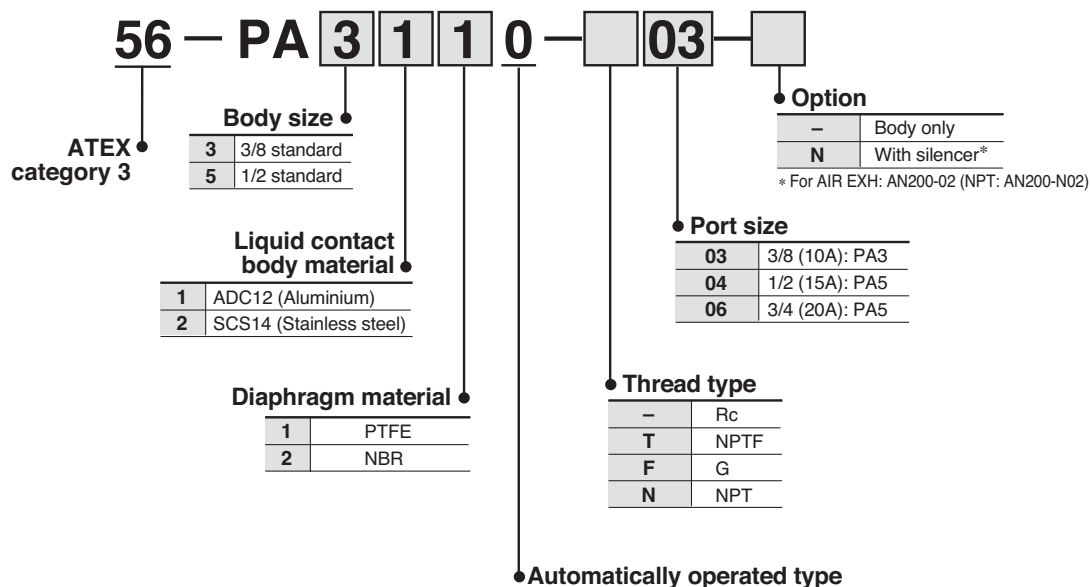 56 — PA 3 1 1 0 — 03 —
ATEX
category 3
Body size
3 3/8 standard
5 1/2 standard
Liquid contact
body material
1 ADC12 (Aluminium)
2 SCS14 (Stainless steel)
Diaphragm material
1 PTFE
2 NBR
Automatically operated type
Thread type
– Rc
T NPTF
F G
N NPT
Port size
03 3/8 (10A): PA3
04 1/2 (15A): PA5
06 3/4 (20A): PA5
Option
– Body only
N With silencer*
* For AIR EXH: AN200-02 (NPT: AN200-N02)